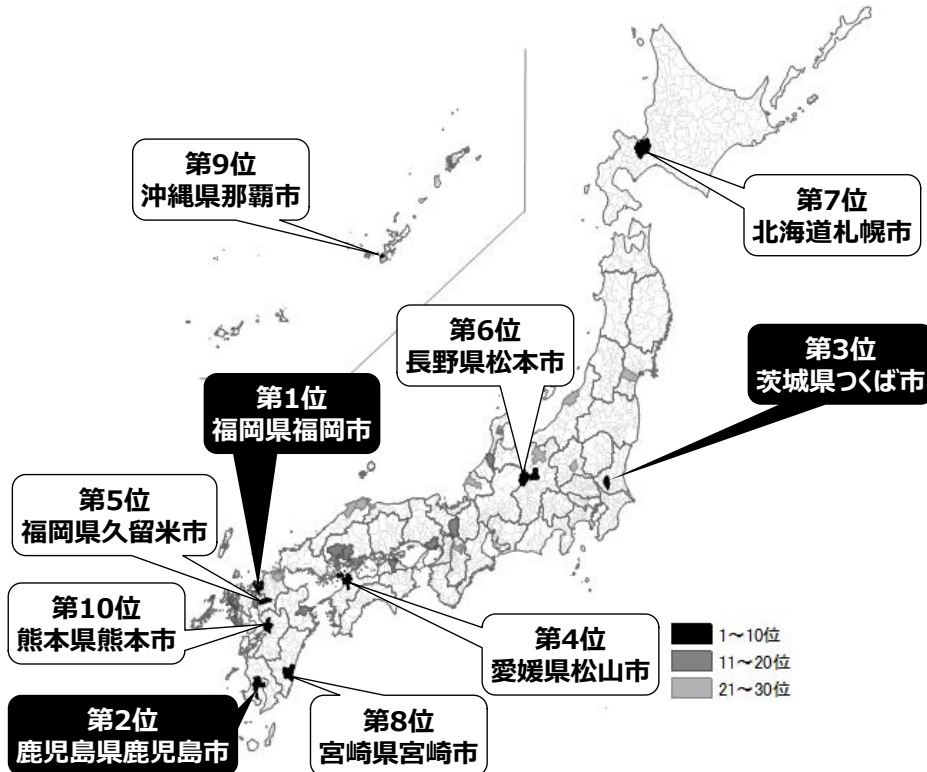 第9位
沖縄県那覇市
第7位
北海道札幌市
第6位
長野県松本市
第3位
茨城県つくば市
第1位
福岡県福岡市
第5位
福岡県久留米市
第10位
熊本県熊本市
第4位
愛媛県松山市
第2位
鹿児島県鹿児島市
第8位
宮崎県宮崎市
1～10位
11～20位
21～30位